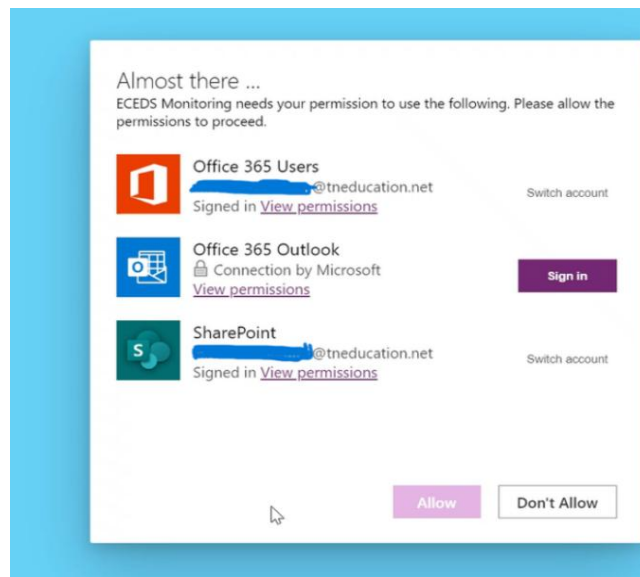 Almost there ...
ECEDS Monitoring needs your permission to use the following. Please allow the
permissions to proceed.
Office 365 Users
@tneducation.net
Switch account
Signed in View permissions
Office 365 Outlook
Connection by Microsoft
Sign in
View permissions
S
SharePoint
@tneducation.net
Switch account
Signed in View permissions
Allow
Don't Allow